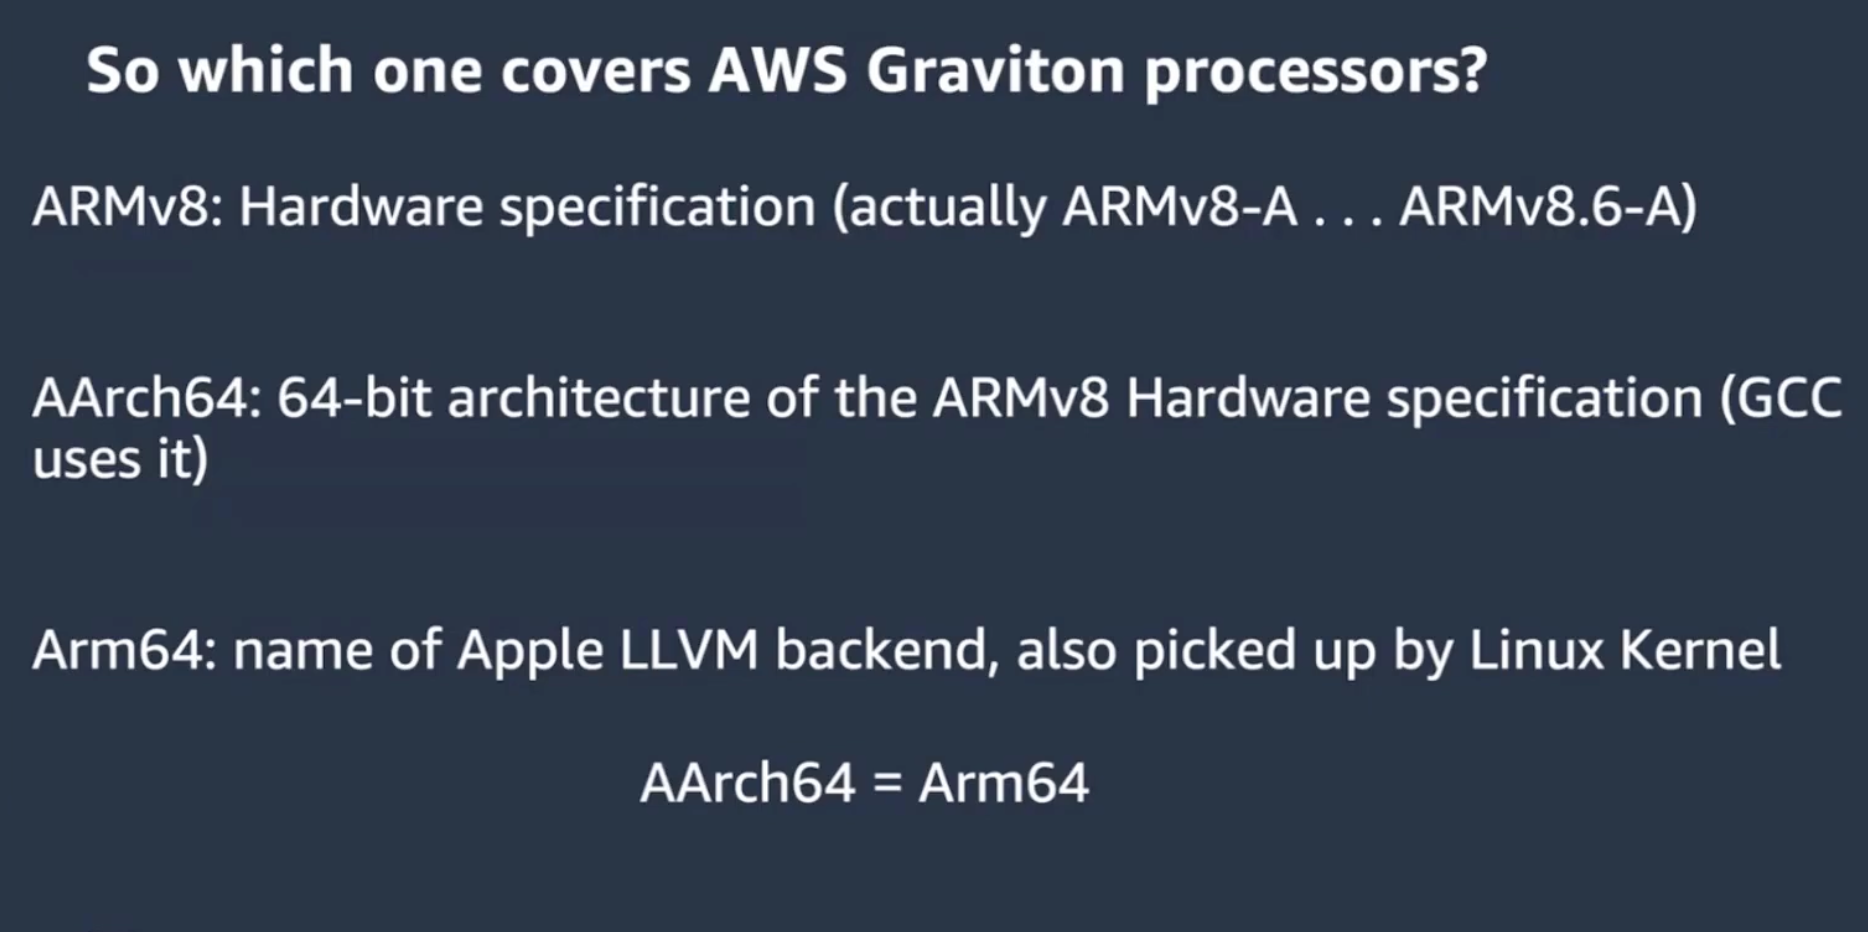 So which one covers AWS Graviton processors?
ARMv8: Hardware specification (actually ARMv8-A . . . ARMv8.6-A)
AArch64: 64-bit architecture of the ARMv8 Hardware specification (GCC
uses it)
Arm64: name of Apple LLVM backend, also picked up by Linux Kernel
AArch64 = Arm64